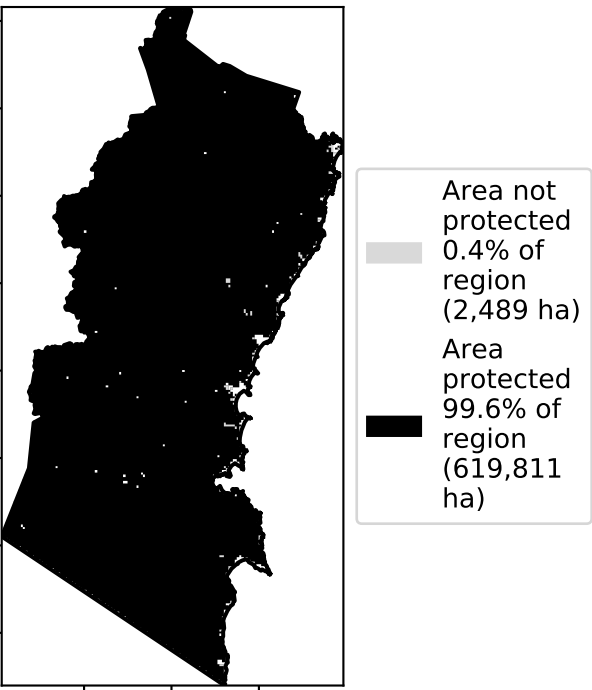 Area not
protected
0.4% of
region
(2,489 ha)
Area
protected
99.6% of
region
(619,811
ha)